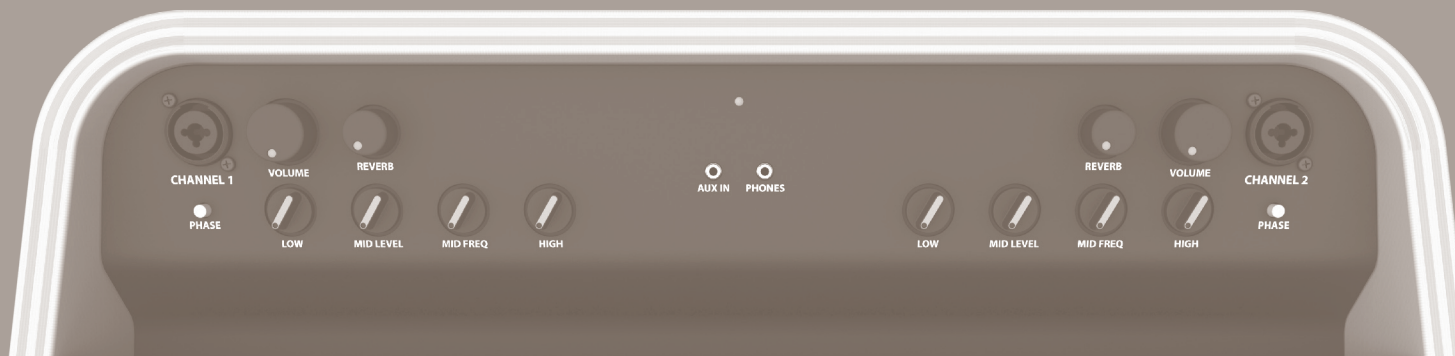 VOLUME
REVERB
CHANNEL 1
PHASE
LOW
MID LEVEL
MID FREQ
HIGH
AUX IN
PHONES
REVERB
VOLUME
CHANNEL 2
LOW
MID LEVEL
MID FREQ
HIGH
PHASE